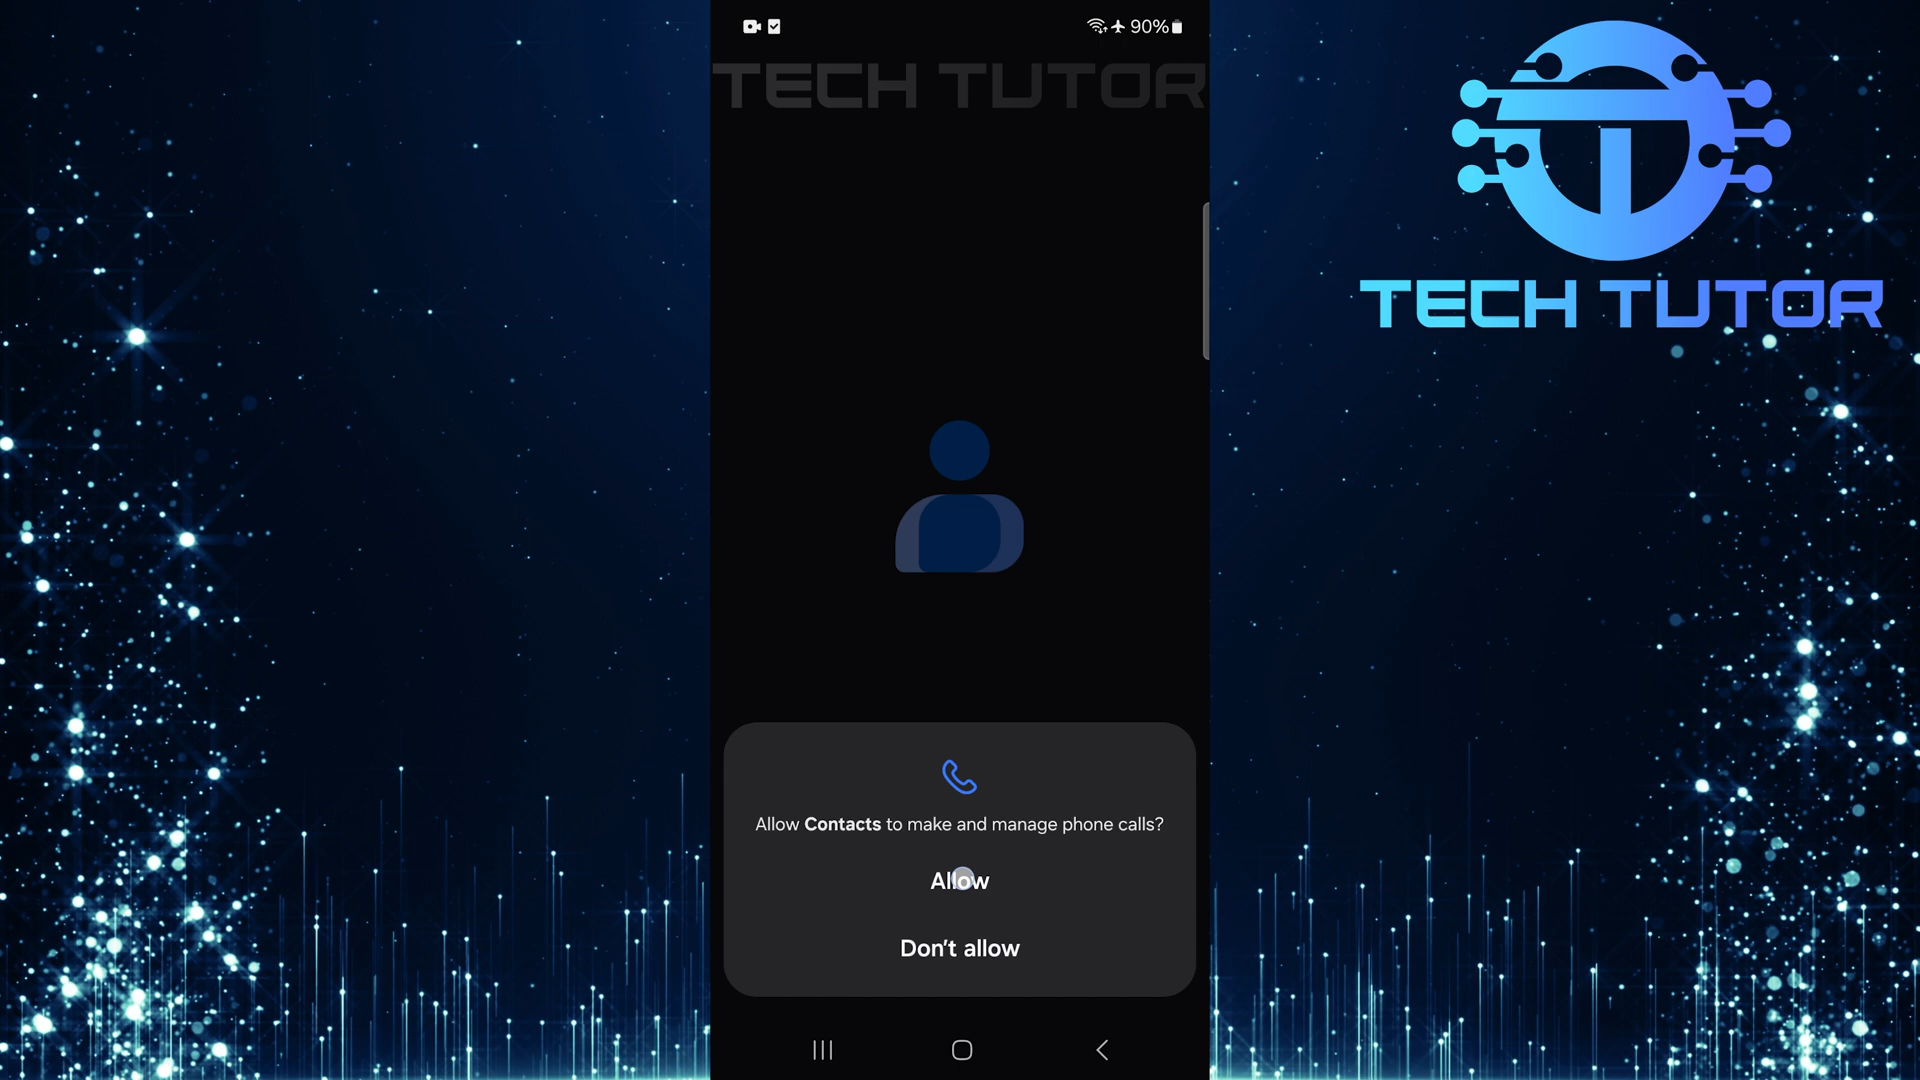 90%
TECH TUTOR
TECH TUTOR
Allow Contacts to make and manage phone calls?
Allow
Don't allow